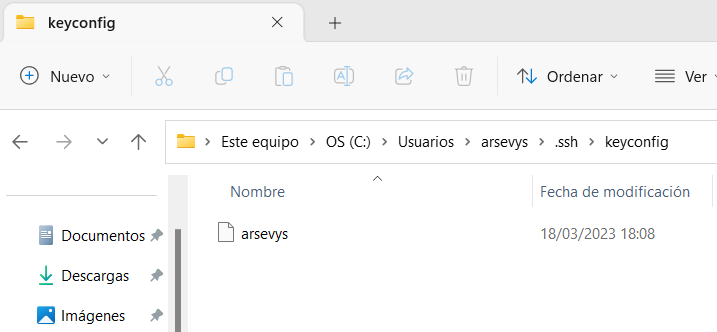 keyconfig
Nuevo
Ordenar
Ver
Este equipo > OS (C:) > Usuarios > arsevys > .ssh > keyconfig
Nombre
Fecha de modificación
Documentos
arsevys
18/03/2023 18:08
Descargas
Imágenes